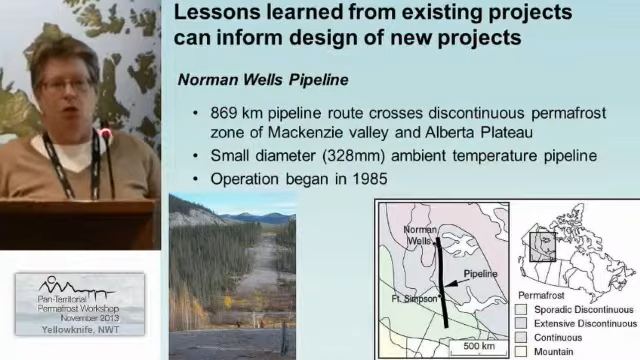 Lessons learned from existing projects
can inform design of new projects
Norman Wells Pipeline
• 869 km pipeline route crosses discontinuous permafrost
zone of Mackenzie valley and Alberta Plateau
• Small diameter (328mm) ambient temperature pipeline
• Operation began in 1985
Norman
Wells
Pipeline
Ft. Simpson
500 km
Permafrost
Sporadic Discontinuous
Extensive Discontinuous
Continuous
Mountain
Pan-Territorial
Permafrost Workshop
November 2013
Yellowknife, NWT